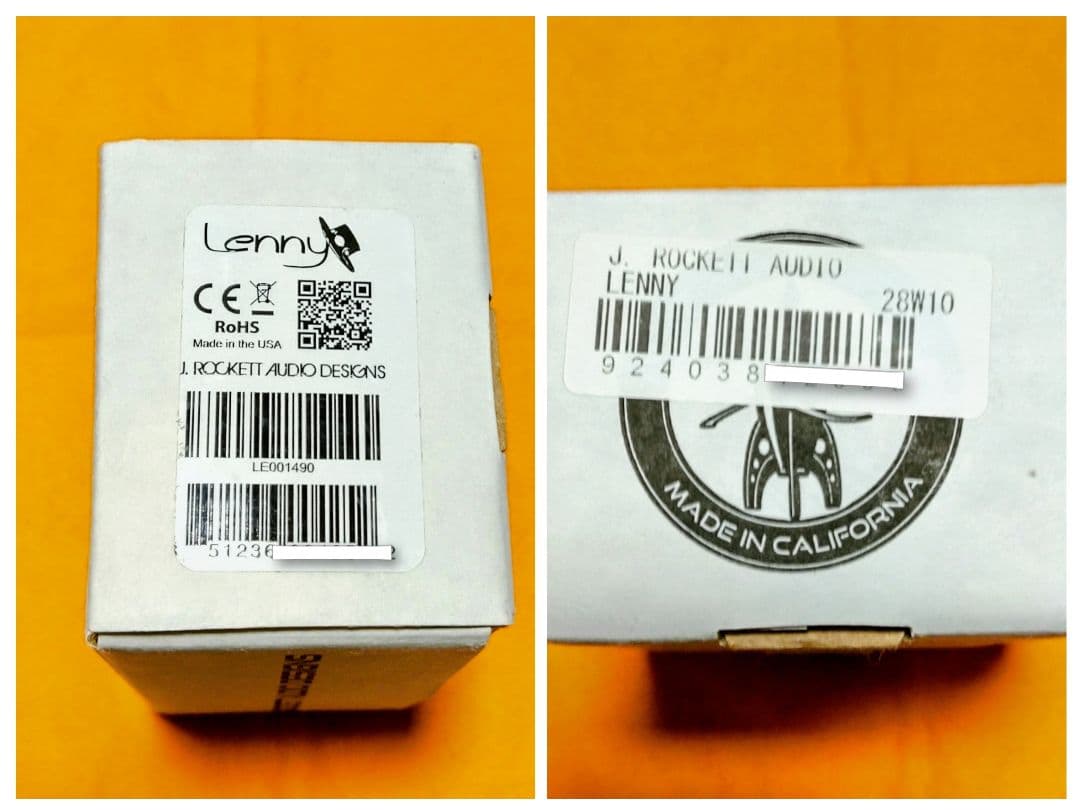 Lenny
CE
RoHS
Made in the USA
J. ROCKETT AUDIO DESIGNS
LE001490
51236
2
J. ROCKETT AUDIO
LENNY
28W10
924038
MADE IN CALIFORNIA